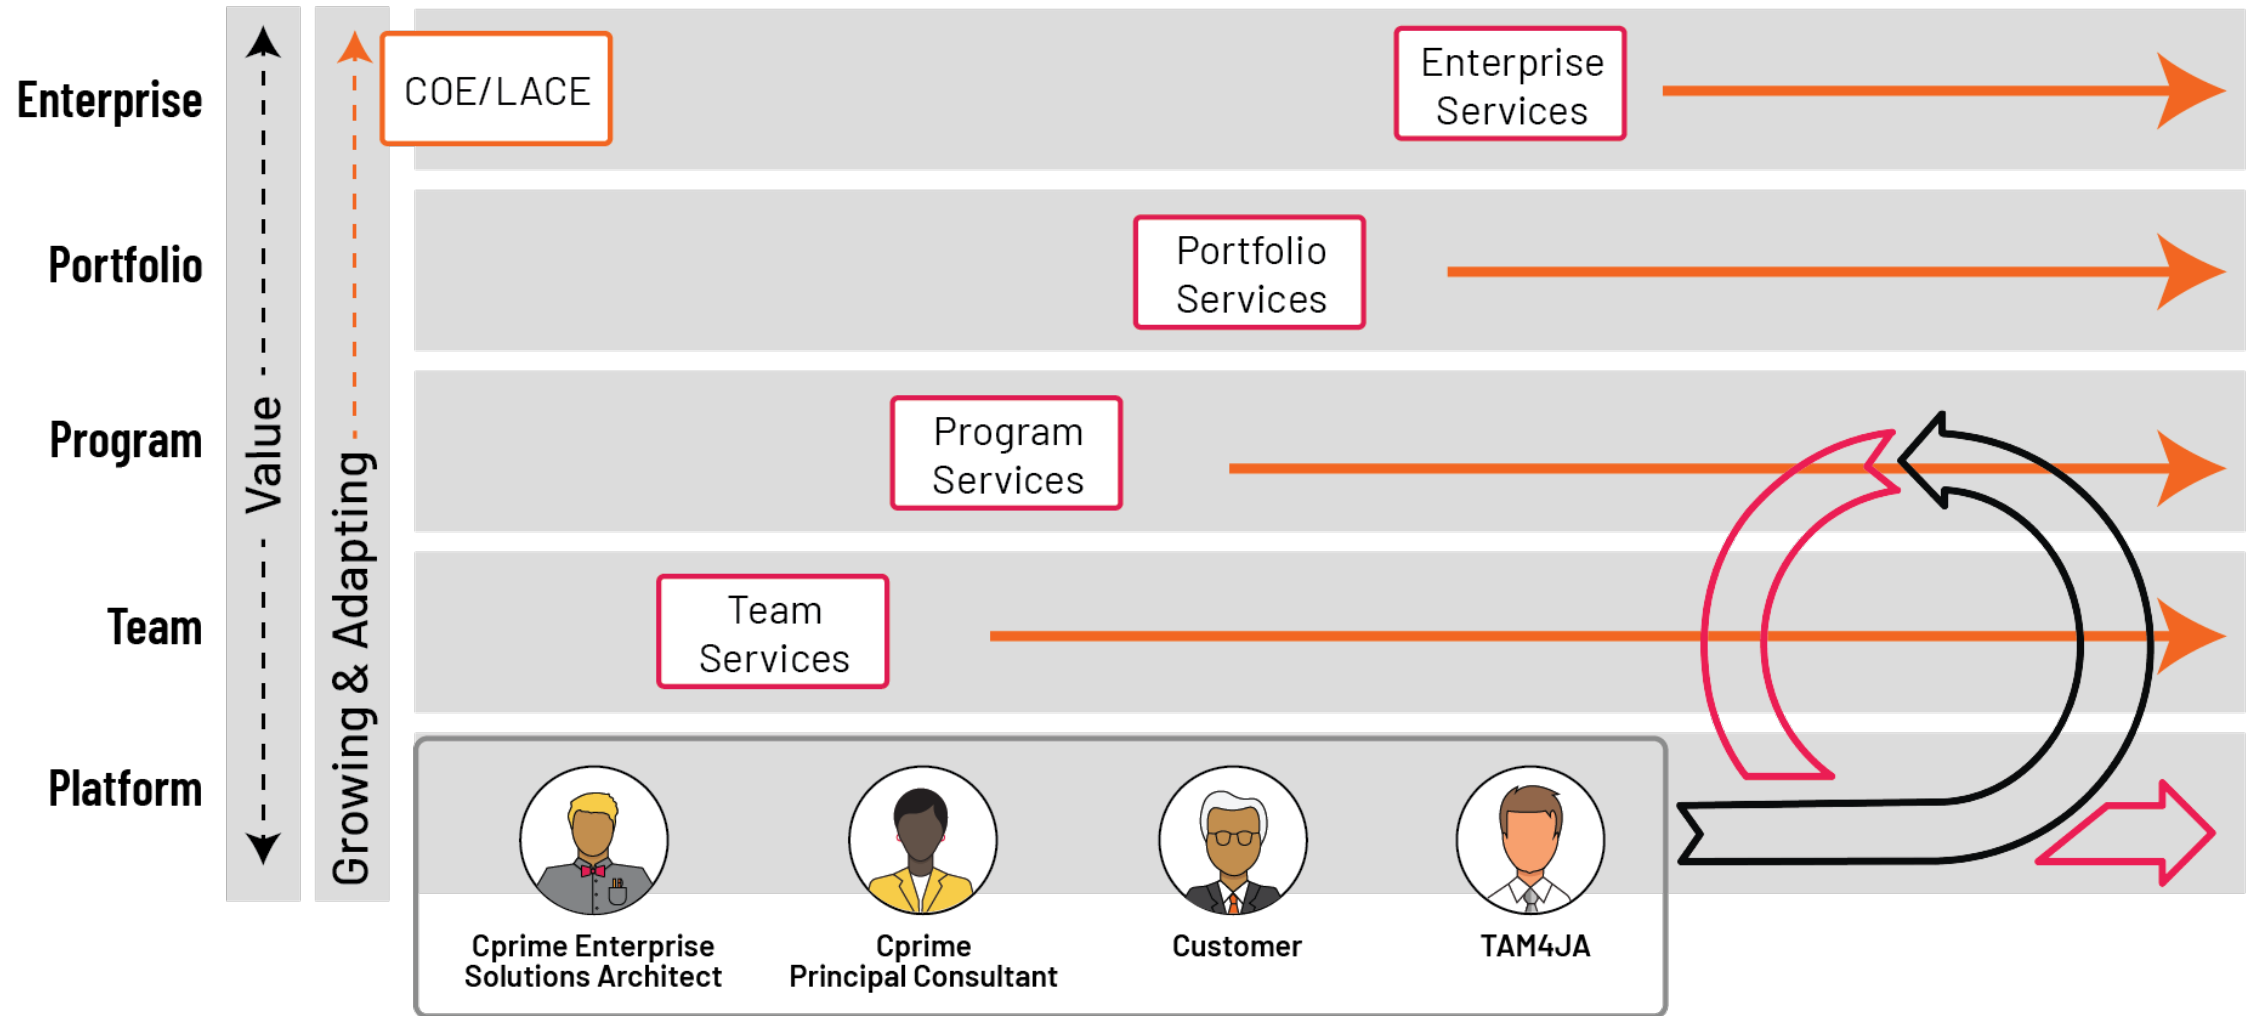 Enterprise
COE/LACE
Enterprise
Services
Portfolio
Portfolio
Services
Value
Growing & Adapting
Program
Program
Services
Team
Team
Services
Platform
Cprime Enterprise
Solutions Architect
Cprime
Principal Consultant
Customer
TAM4JA